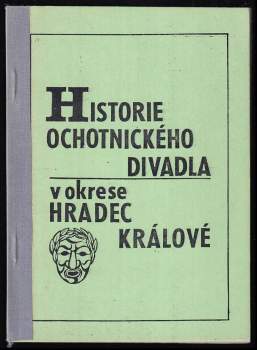 HISTORIE
OCHOTNICKÉHO
DIVADLA
v okrese
HRADEC
KRÁLOVÉ